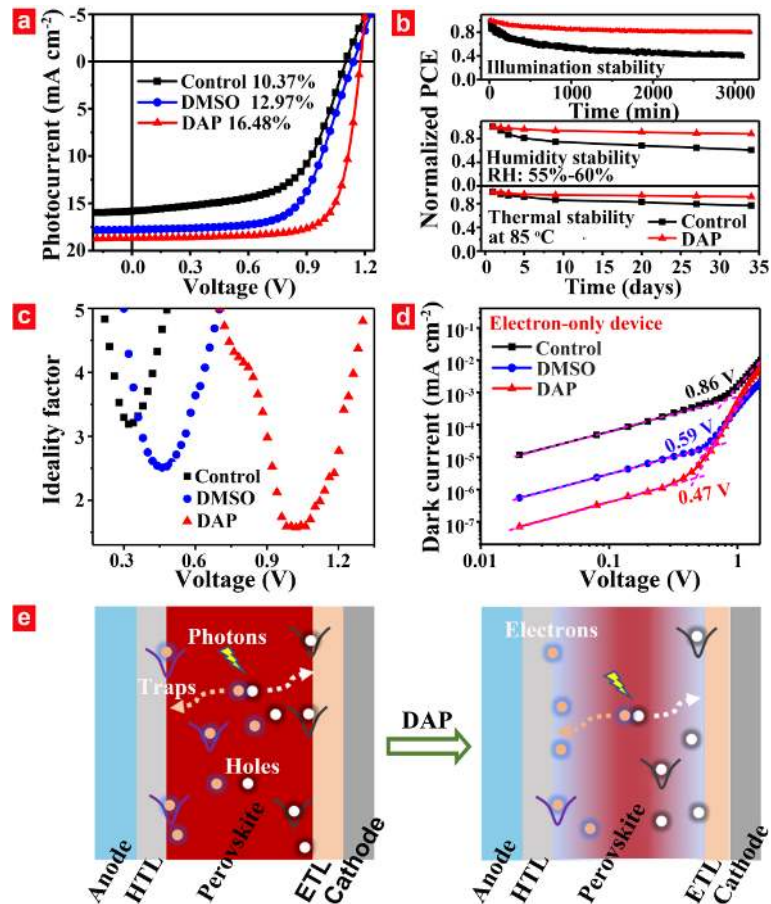 a
Photocurrent (mA cm-2)
-5
0
5
10
15
20
Control 10.37%
DMSO 12.97%
DAP 16.48%
0.0 0.3 0.6 0.9 1.2
Voltage (V)
b
Normalized PCE
1.0
0.8
0.4
Illumination stability
0 1000 2000 3000
Time (min)
1.0
0.8
0.4
Humidity stability
RH: 55%-60%
1.0
0.8
0.4
0.0
Thermal stability
at 85 °C
Control
DAP
0 5 10 15 20 25 30 35
Time (days)
c
Ideality factor
5
4
3
2
Control
DMSO
DAP
0.3 0.6 0.9 1.2
Voltage (V)
d
Dark current (mA cm-2)
10-1
10-2
10-3
10-4
10-5
10-6
10-7
Electron-only device
Control
DMSO
DAP
0.86 V
0.59 V
0.47 V
0.01 0.1 1
Voltage (V)
e
Photons
Traps
Holes
Anode
HTL
Perovskite
ETL
Cathode
DAP
Electrons
Anode
HTL
Perovskite
ETL
Cathode